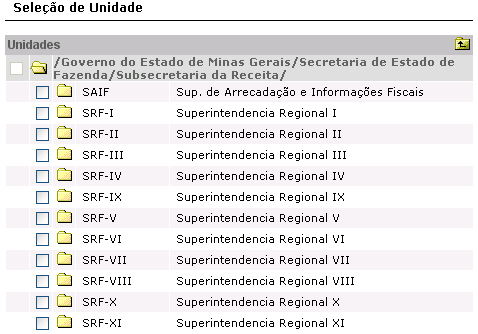 Seleção de Unidade
Unidades
/Governo do Estado de Minas Gerais/Secretaria de Estado de
Fazenda/Subsecretaria da Receita/
SAIF Sup. de Arrecadação e Informações Fiscais
SRF-I Superintendencia Regional I
SRF-II Superintendencia Regional II
SRF-III Superintendencia Regional III
SRF-IV Superintendencia Regional IV
SRF-IX Superintendencia Regional IX
SRF-V Superintendencia Regional V
SRF-VI Superintendencia Regional VI
SRF-VII Superintendencia Regional VII
SRF-VIII Superintendencia Regional VIII
SRF-X Superintendencia Regional X
SRF-XI Superintendencia Regional XI